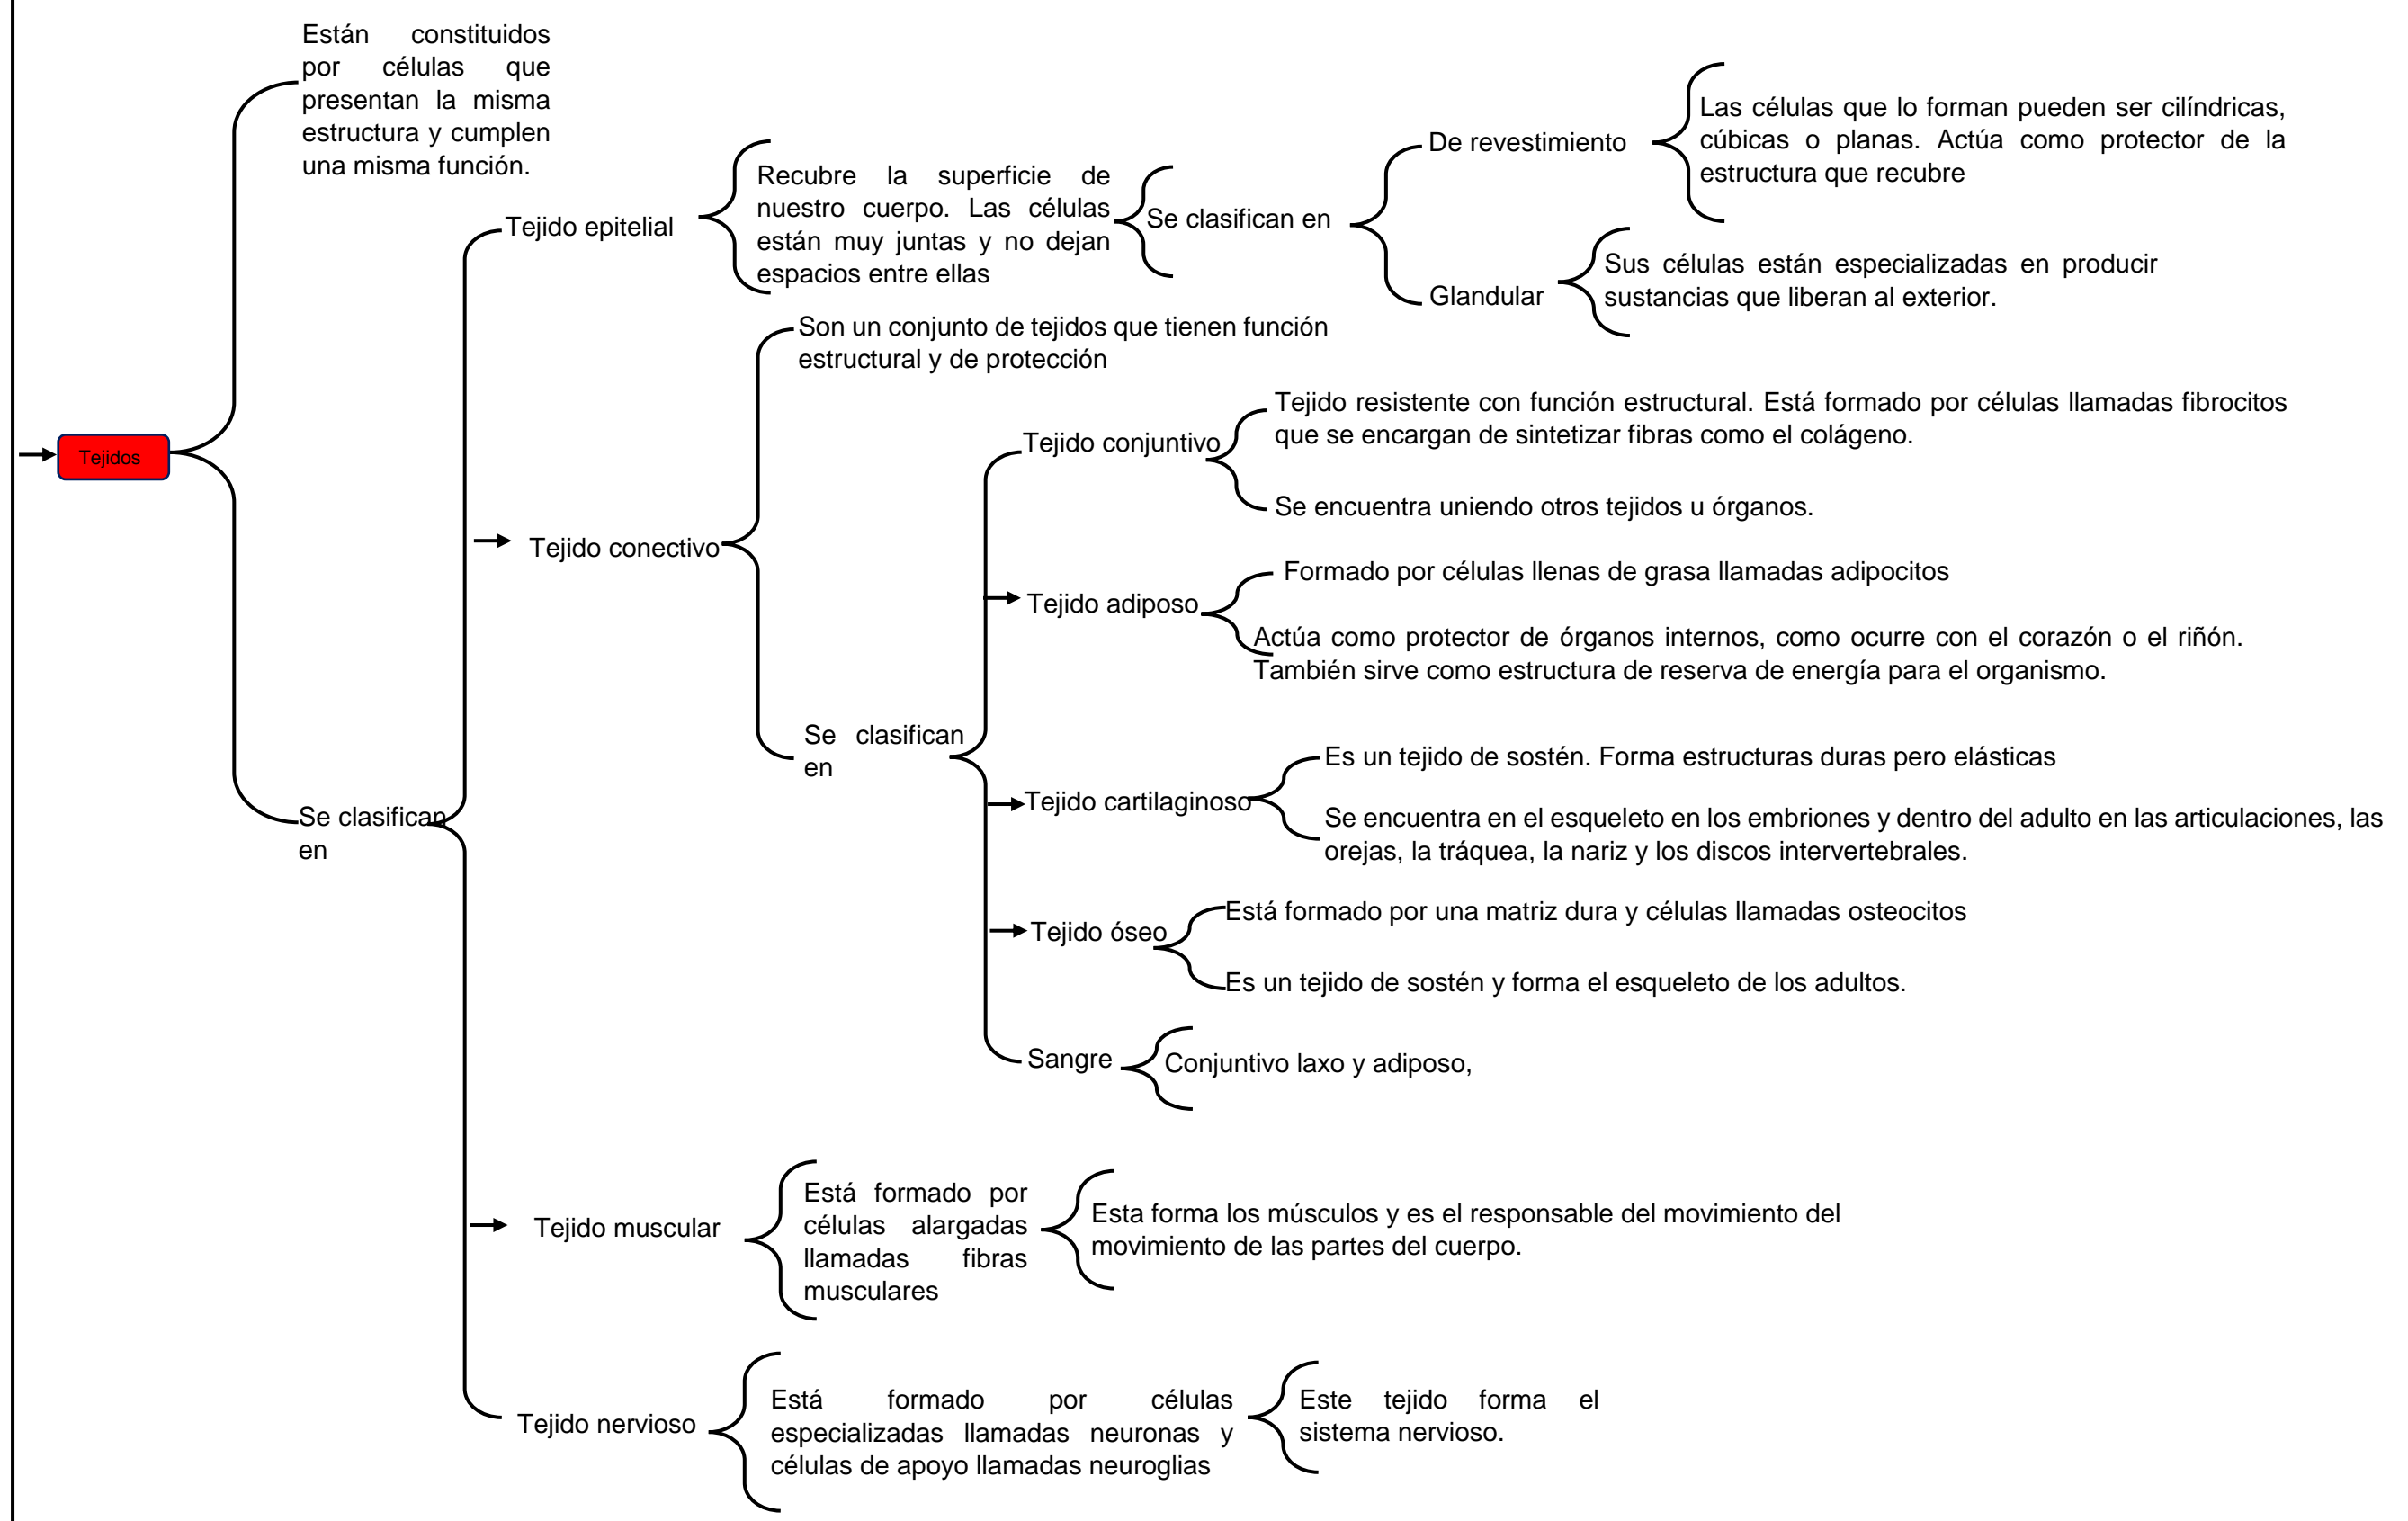 Están constituidos
por células que
presentan la misma
estructura y cumplen
una misma función.
Tejidos
Se clasifican
en
Tejido epitelial
Recubre la superficie de
nuestro cuerpo. Las células
están muy juntas y no dejan
espacios entre ellas
Se clasifican en
De revestimiento
Las células que lo forman pueden ser cilíndricas,
cúbicas o planas. Actúa como protector de la
estructura que recubre
Glandular
Sus células están especializadas en producir
sustancias que liberan al exterior.
Tejido conectivo
Son un conjunto de tejidos que tienen función
estructural y de protección
Se clasifican
en
Tejido conjuntivo
Tejido resistente con función estructural. Está formado por células llamadas fibrocitos
que se encargan de sintetizar fibras como el colágeno.
Se encuentra uniendo otros tejidos u órganos.
Tejido adiposo
Formado por células llenas de grasa llamadas adipocitos
Actúa como protector de órganos internos, como ocurre con el corazón o el riñón.
También sirve como estructura de reserva de energía para el organismo.
Tejido cartilaginoso
Es un tejido de sostén. Forma estructuras duras pero elásticas
Se encuentra en el esqueleto en los embriones y dentro del adulto en las articulaciones, las
orejas, la tráquea, la nariz y los discos intervertebrales.
Tejido óseo
Está formado por una matriz dura y células llamadas osteocitos
Es un tejido de sostén y forma el esqueleto de los adultos.
Sangre
Conjuntivo laxo y adiposo,
Tejido muscular
Está formado por
células alargadas
llamadas fibras
musculares
Esta forma los músculos y es el responsable del movimiento del
movimiento de las partes del cuerpo.
Tejido nervioso
Está formado por células
especializadas llamadas neuronas y
células de apoyo llamadas neuroglias
Este tejido forma el
sistema nervioso.